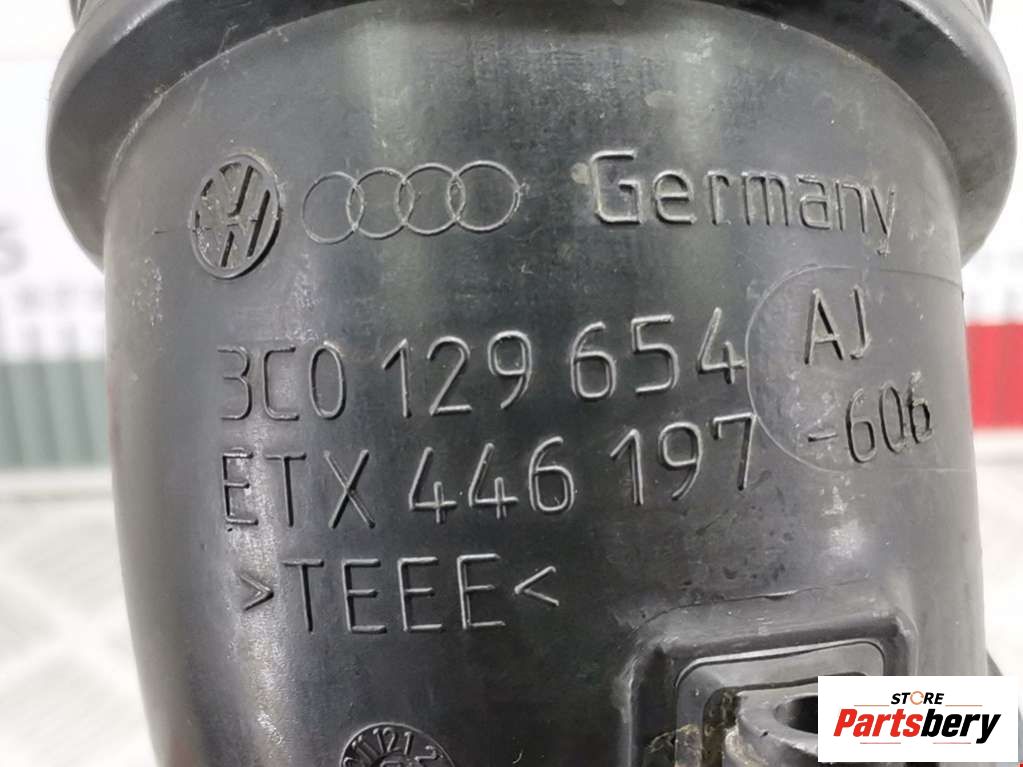 Germany
3C0 129 654 AJ
ETX 446 197 -606
>TEEE<
STORE
Partsbery